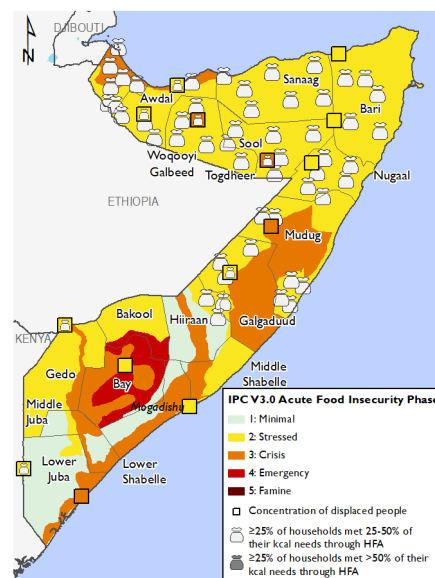 DJIBOUTI
N
Sanaag
Awdal
Bari
Sool
Woqooyi
Galbeed
Togdheer
Nugaal
ETHIOPIA
Mudug
Bakool
Hiiraan
Galgaduud
KENYA
Gedo
Bay
Middle
Shabelle
Mogadishu
Middle
Juba
Lower
Juba
Lower
Shabelle
IPC V3.0 Acute Food Insecurity Phase
1: Minimal
2: Stressed
3: Crisis
4: Emergency
5: Famine
Concentration of displaced people
≥25% of households met 25-50% of
their kcal needs through HFA
≥25% of households met >50% of their
kcal needs through HFA